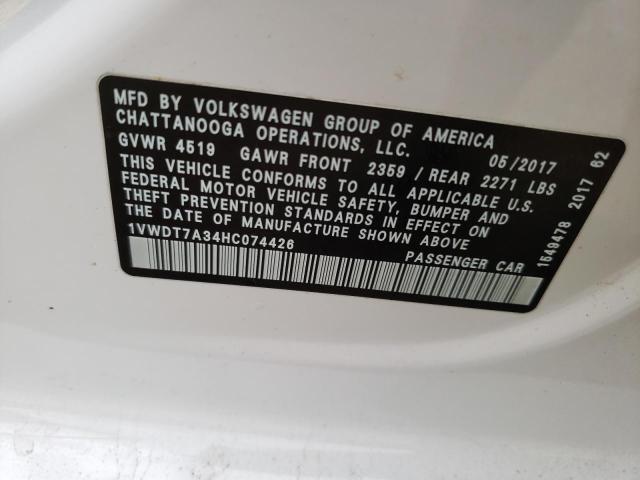 MFD BY VOLKSWAGEN GROUP OF AMERICA
CHATTANOOGA OPERATIONS, LLC. 05/2017
GVWR 4519 GAWR FRONT 2359 / REAR 2271 LBS
THIS VEHICLE CONFORMS TO ALL APPLICABLE U.S.
FEDERAL MOTOR VEHICLE SAFETY, BUMPER AND
THEFT PREVENTION STANDARDS IN EFFECT ON
THE DATE OF MANUFACTURE SHOWN ABOVE
1VWDT7A34HC074426 PASSENGER CAR
1549478 2017 62